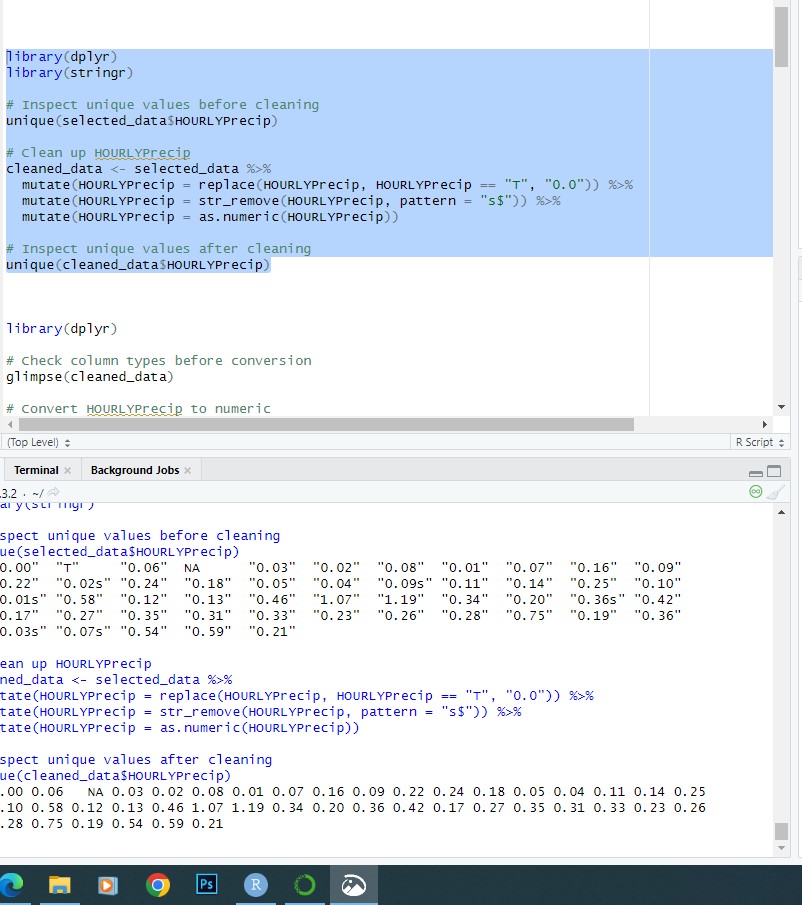 library(dplyr)
library(stringr)
# Inspect unique values before cleaning
unique(selected_data$HOURLYPrecip)
# Clean up HOURLYPrecip
cleaned_data <- selected_data %>%
mutate(HOURLYPrecip = replace(HOURLYPrecip, HOURLYPrecip == "T", "0.0")) %>%
mutate(HOURLYPrecip = str_remove(HOURLYPrecip, pattern = "s$")) %>%
mutate(HOURLYPrecip = as.numeric(HOURLYPrecip))
# Inspect unique values after cleaning
unique(cleaned_data$HOURLYPrecip)
library(dplyr)
# Check column types before conversion
glimpse(cleaned_data)
# Convert HOURLYPrecip to numeric
(Top Level)
R Script
Terminal × Background Jobs ×
.3.2 · ~/
spect unique values before cleaning
ue(selected_data$HOURLYPrecip)
0.00" "T" "0.06" NA "0.03" "0.02" "0.08" "0.01" "0.07" "0.16" "0.09"
0.22" "0.02s" "0.24" "0.18" "0.05" "0.04" "0.09s" "0.11" "0.14" "0.25" "0.10"
0.01s" "0.58" "0.12" "0.13" "0.46" "1.07" "1.19" "0.34" "0.20" "0.36s" "0.42"
0.17" "0.27" "0.35" "0.31" "0.33" "0.23" "0.26" "0.28" "0.75" "0.19" "0.36"
0.03s" "0.07s" "0.54" "0.59" "0.21"
ean up HOURLYPrecip
ned_data <- selected_data %>%
tate(HOURLYPrecip = replace(HOURLYPrecip, HOURLYPrecip == "T", "0.0")) %>%
tate(HOURLYPrecip = str_remove(HOURLYPrecip, pattern = "s$")) %>%
tate(HOURLYPrecip = as.numeric(HOURLYPrecip))
spect unique values after cleaning
ue(cleaned_data$HOURLYPrecip)
.00 0.06 NA 0.03 0.02 0.08 0.01 0.07 0.16 0.09 0.22 0.24 0.18 0.05 0.04 0.11 0.14 0.25
.10 0.58 0.12 0.13 0.46 1.07 1.19 0.34 0.20 0.36 0.42 0.17 0.27 0.35 0.31 0.33 0.23 0.26
.28 0.75 0.19 0.54 0.59 0.21
Ps
R